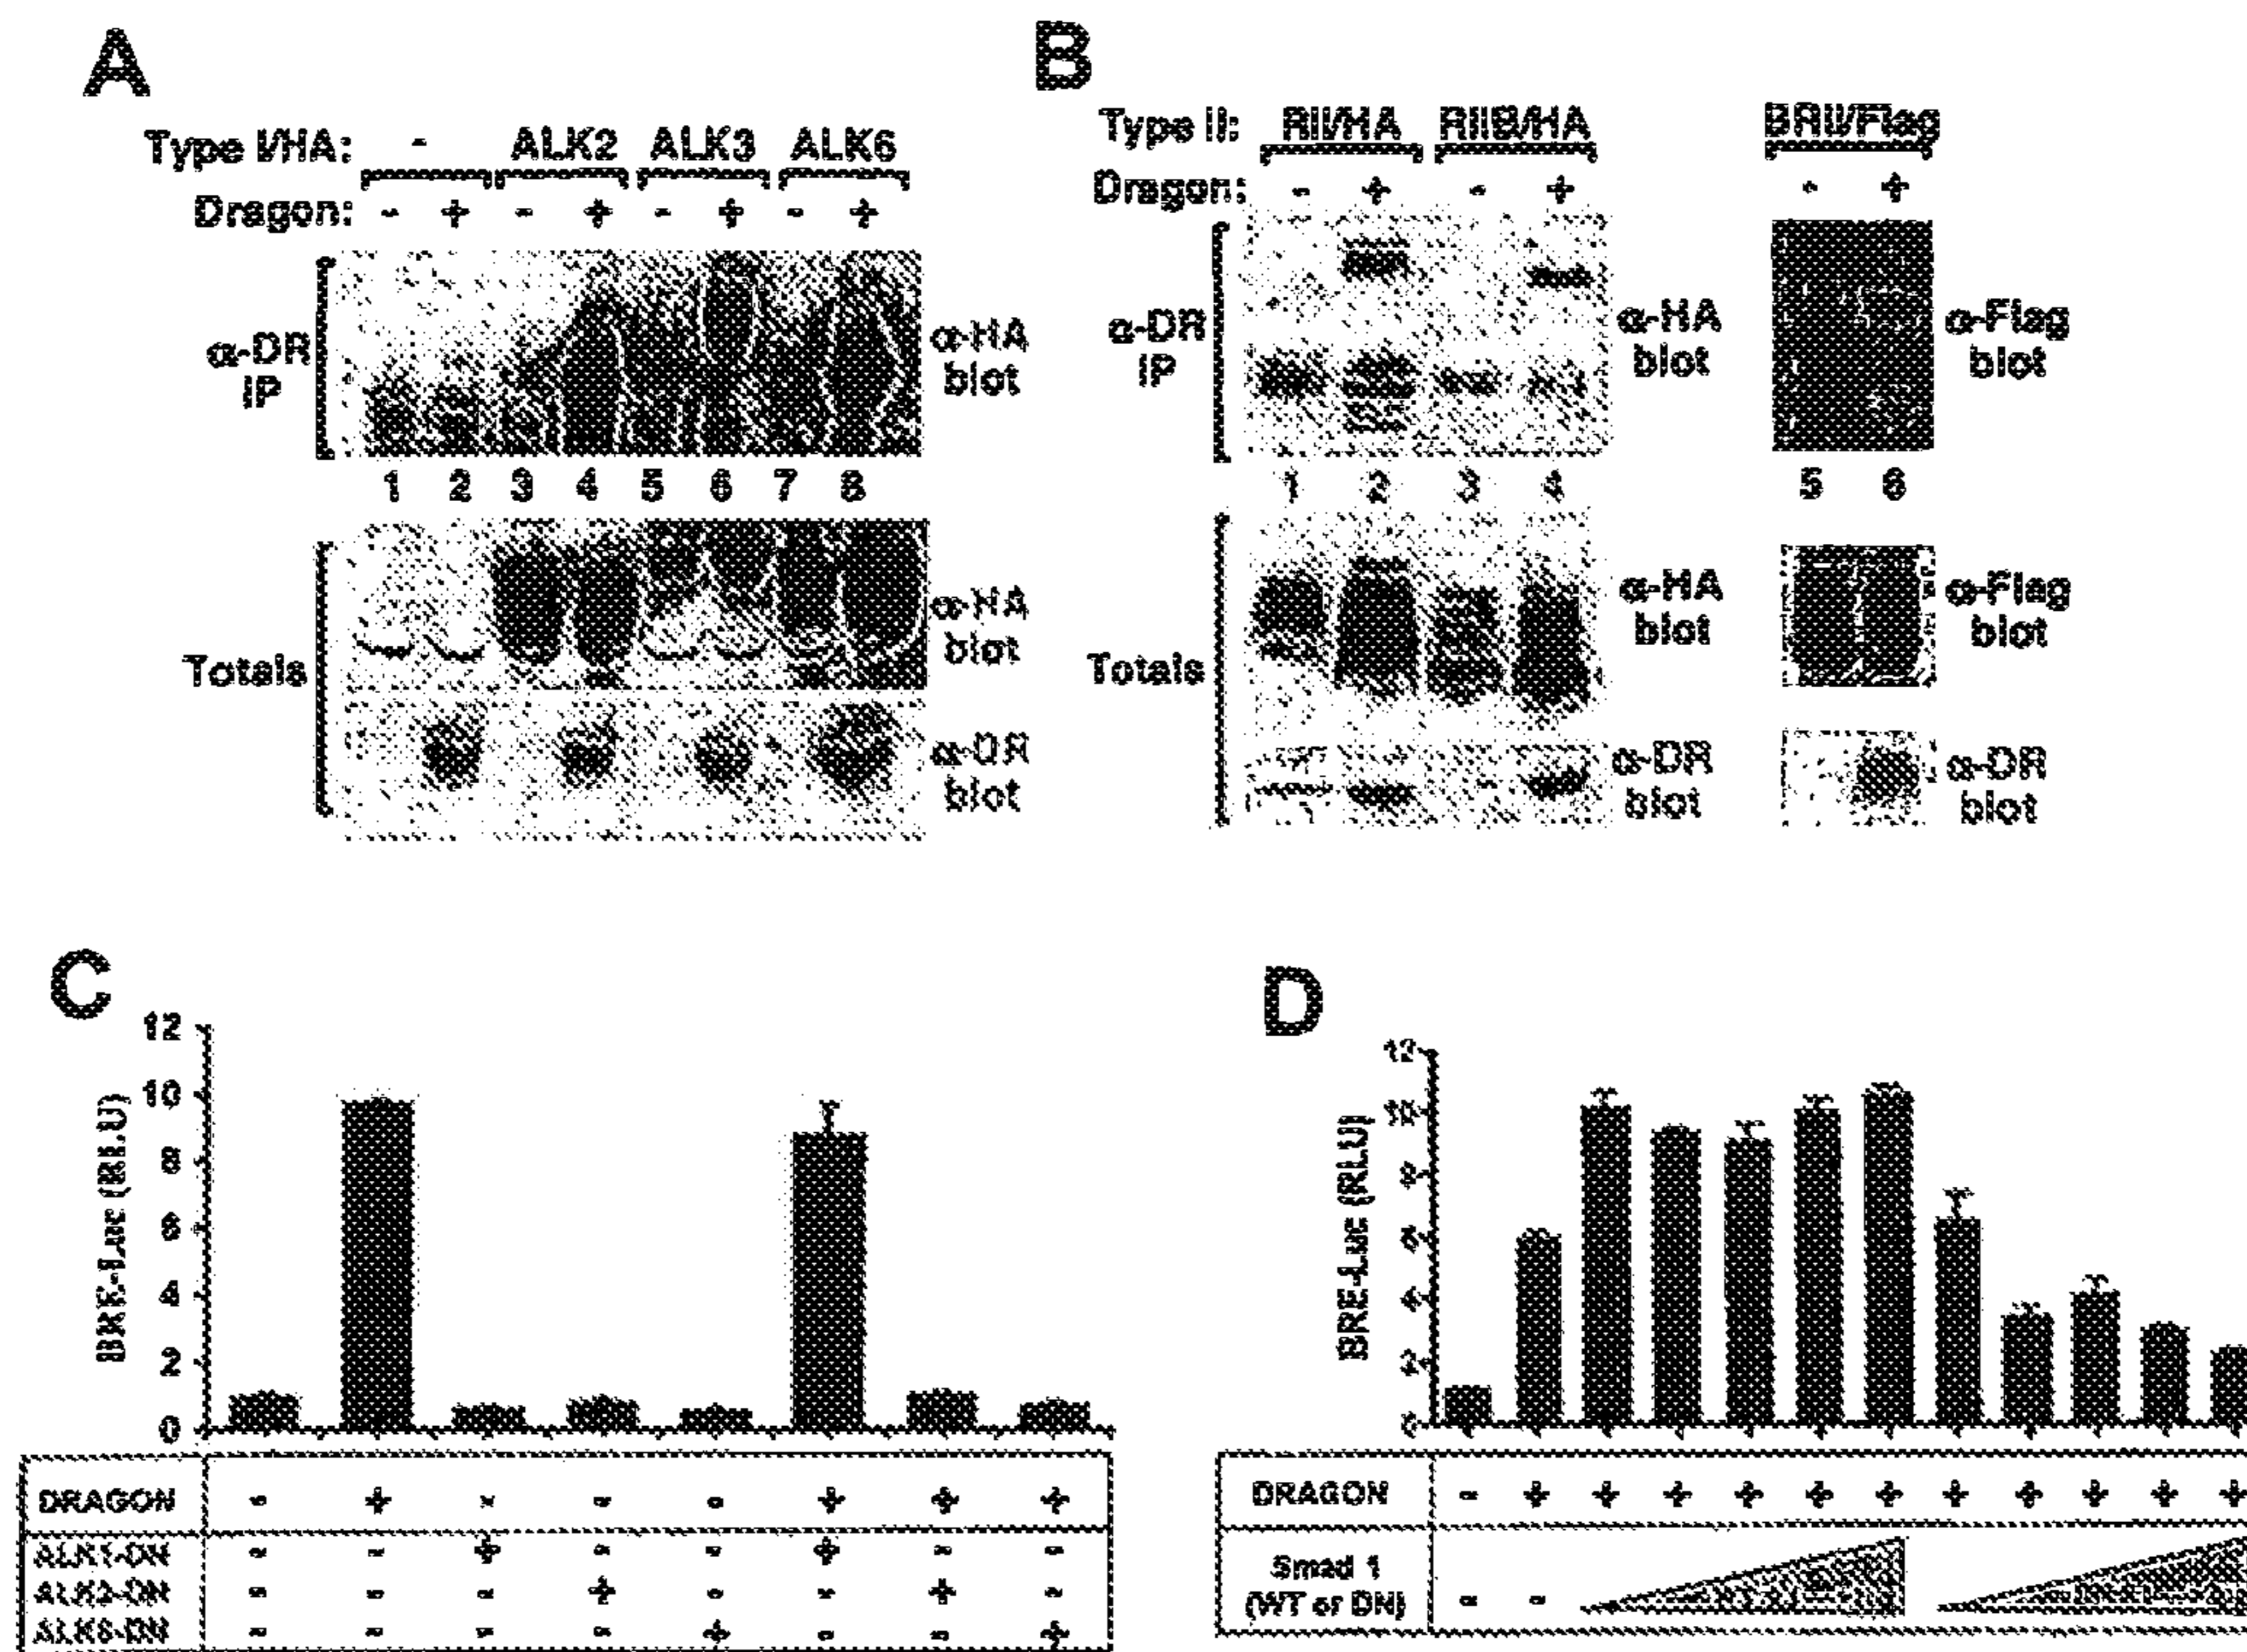 A
Type I/HA: - ALK2 ALK3 ALK6
Dragon: - + - + - + - +
α-DR IP
α-HA blot
1 2 3 4 5 6 7 8
Totals
α-HA blot
α-DR blot
B
Type II: RII/HA RIIB/HA BRII/Flag
Dragon: - + - + - +
α-DR IP
α-HA blot
α-Flag blot
1 2 3 4 5 6
Totals
α-HA blot
α-Flag blot
α-DR blot
α-DR blot
C
BRE-Luc (RLU)
12
10
8
6
4
2
0
DRAGON - + - - - + + +
ALK1-DN - - + - - + - -
- - - + - - + -
- - - - + - - +
D
BRE-Luc (RLU)
12
10
8
6
4
2
0
DRAGON - + + + + + + + + + + +
Smad 1
(WT or DN) - -